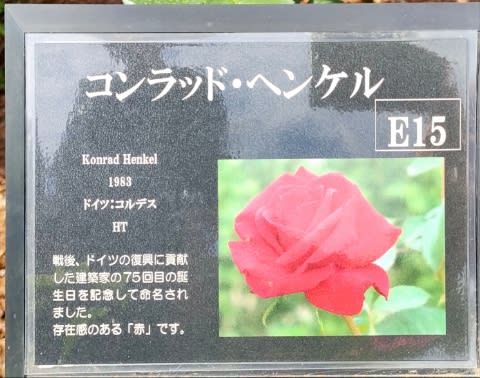 コンラッド・ヘンケル
E15
Konrad Henkel
1983
ドイツ:コルデス
HT
戦後、ドイツの復興に貢献
した建築家の75回目の誕
生日を記念して命名され
ました。
存在感のある「赤」です。